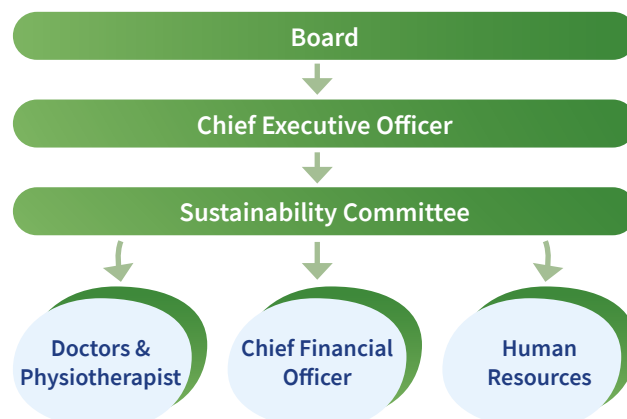 Board
Chief Executive Officer
Sustainability Committee
Doctors &
Physiotherapist
Chief Financial
Officer
Human
Resources